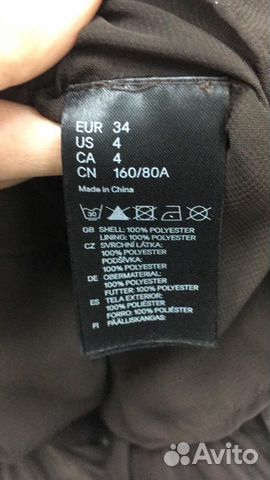 EUR 34
US 4
CA 4
CN 160/80A
Made in China
30
GB SHELL: 100% POLYESTER
LINING: 100% POLYESTER
CZ SVRCHNÍ LÁTKA:
100% POLYESTER
PODŠÍVKA:
100% POLYESTER
DE OBERMATERIAL:
100% POLYESTER
FUTTER: 100% POLYESTER
ES TELA EXTERIOR:
100% POLIÉSTER
FORRO: 100% POLIÉSTER
FI PÄÄLLISKANGAS:
Avito